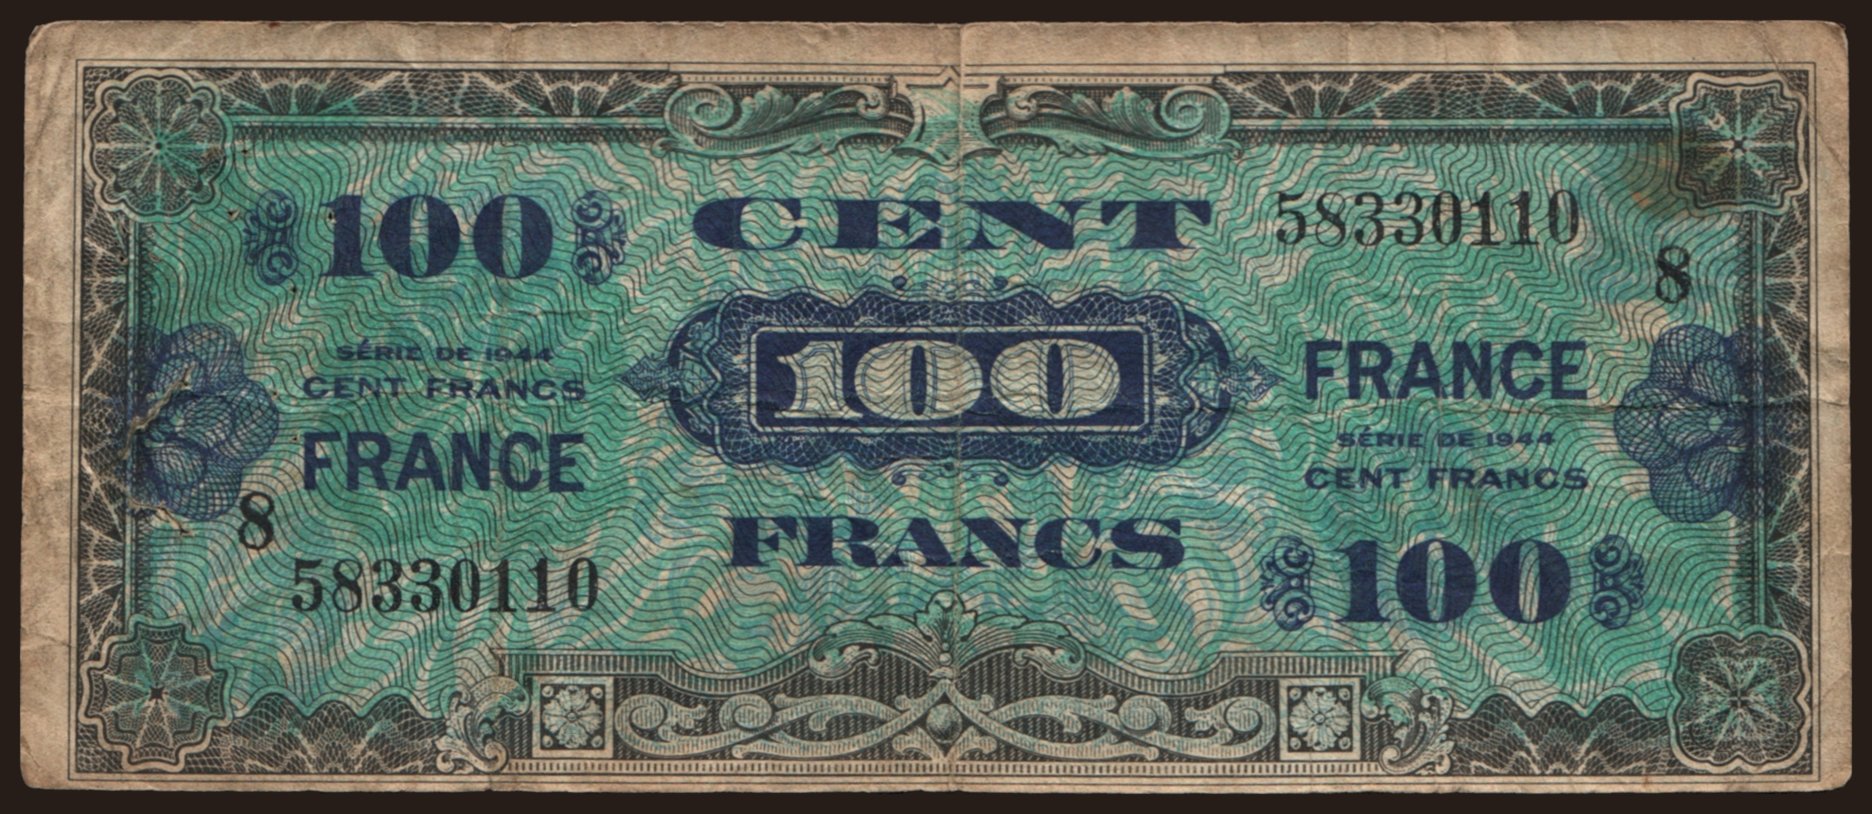 100 CENT 58330110
8
SÉRIE DE 1944
CENT FRANCS
FRANCE
8
58330110
100
FRANCS
FRANCE
SÉRIE DE 1944
CENT FRANCS
100